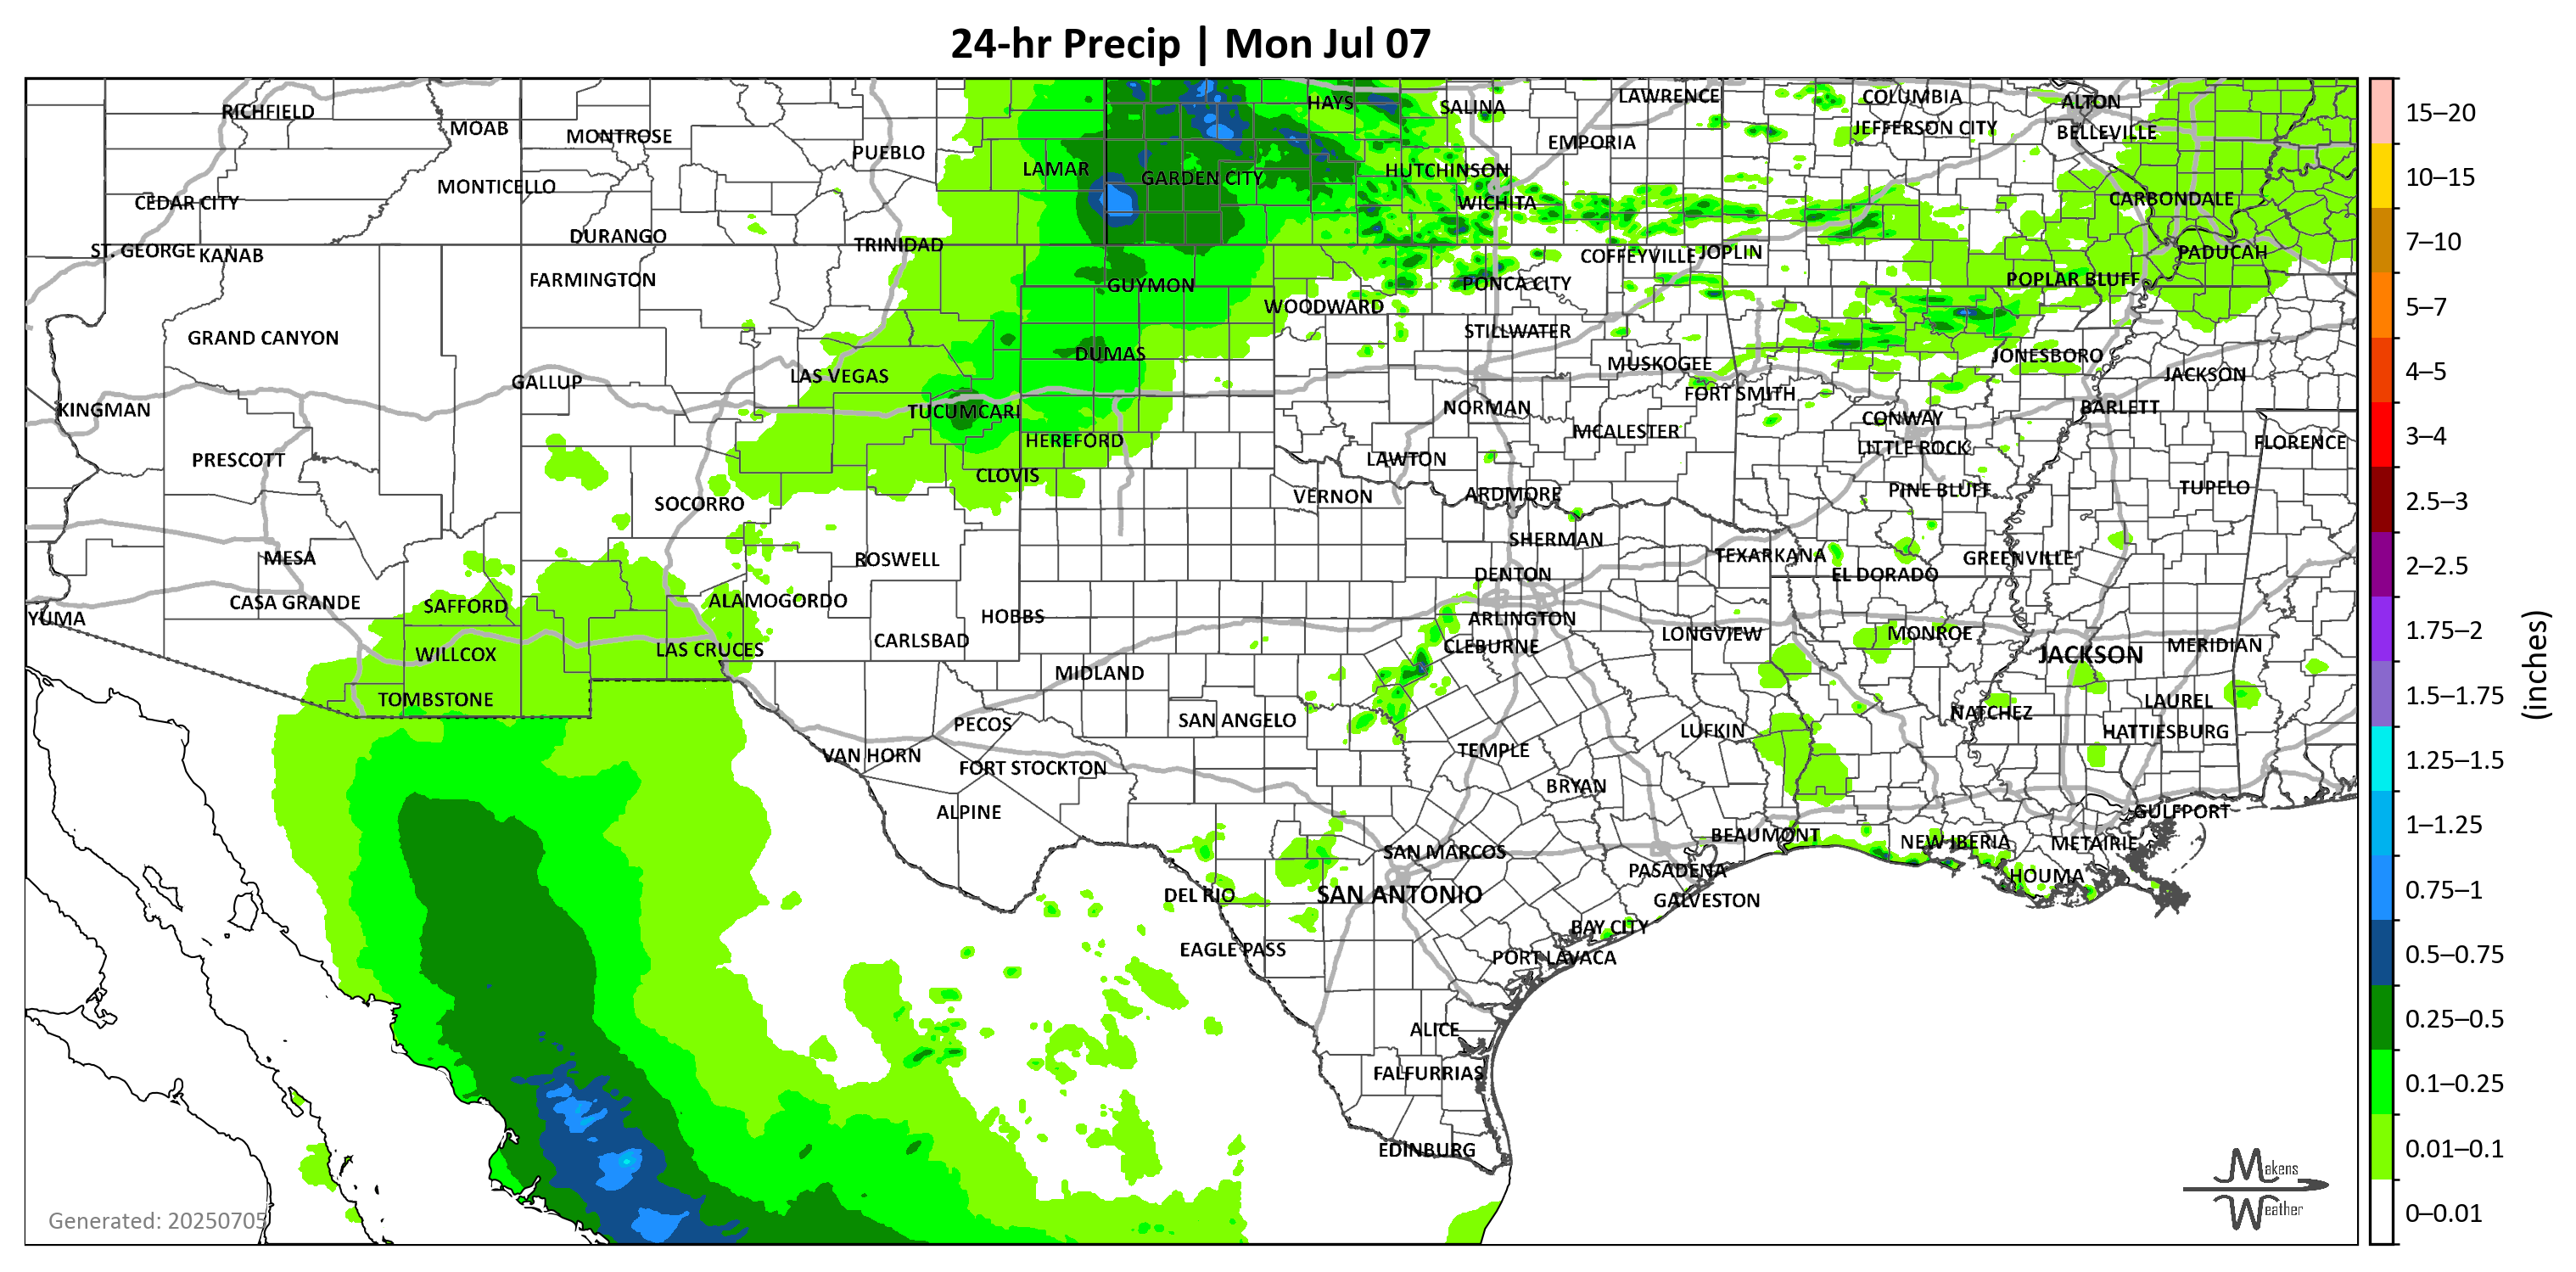 24-hr Precip | Mon Jul 07
RICHFIELD
MOAB
MONTROSE
PUEBLO
LAMAR
HAYS
SALINA
LAWRENCE
COLUMBIA
ALTON
EMPORIA
JEFFERSON CITY
BELLEVILLE
MONTICELLO
GARDEN CITY
HUTCHINSON
CEDAR CITY
WICHITA
CARBONDALE
ST. GEORGE
KANAB
DURANGO
TRINIDAD
COFFEYVILLE
JOPLIN
PADUCAH
FARMINGTON
GUYMON
PONCA CITY
POPLAR BLUFF
WOODWARD
GRAND CANYON
STILLWATER
DUMAS
JONESBORO
GALLUP
LAS VEGAS
MUSKOGEE
JACKSON
KINGMAN
TUCUMCARI
NORMAN
FORT SMITH
CONWAY
BARLETT
HEREFORD
MCALESTER
LITTLE ROCK
FLORENCE
PRESCOTT
CLOVIS
LAWTON
SOCORRO
VERNON
ARDMORE
PINE BLUFF
TUPELO
MESA
ROSWELL
SHERMAN
TEXARKANA
GREENVILLE
DENTON
EL DORADO
YUMA
CASA GRANDE
SAFFORD
ALAMOGORDO
HOBBS
ARLINGTON
WILLCOX
LAS CRUCES
CARLSBAD
CLEBURNE
LONGVIEW
MONROE
JACKSON
MERIDIAN
TOMBSTONE
MIDLAND
PECOS
SAN ANGELO
LUFKIN
NATCHEZ
LAUREL
HATTIESBURG
VAN HORN
FORT STOCKTON
TEMPLE
ALPINE
BRYAN
GULFPORT
SAN MARCOS
BEAUMONT
NEW IBERIA
METAIRIE
DEL RIO
SAN ANTONIO
PASADENA
HOUMA
GALVESTON
EAGLE PASS
BAY CITY
PORT LAVACA
ALICE
FALFURRIAS
EDINBURG
Generated: 20250705
Makens
Weather
15–20
10–15
7–10
5–7
4–5
3–4
2.5–3
2–2.5
1.75–2
1.5–1.75
1.25–1.5
1–1.25
0.75–1
0.5–0.75
0.25–0.5
0.1–0.25
0.01–0.1
0–0.01
(inches)